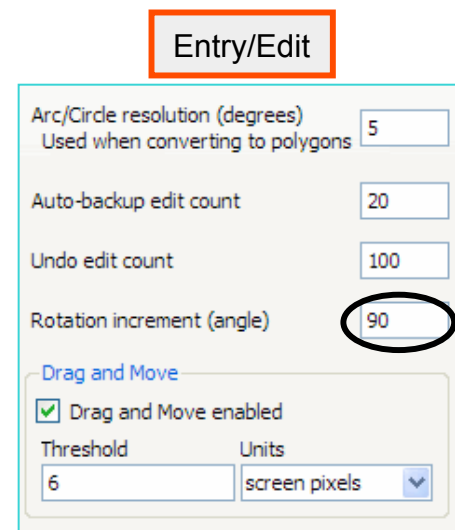 Entry/Edit
Arc/Circle resolution (degrees)
Used when converting to polygons 5
Auto-backup edit count 20
Undo edit count 100
Rotation increment (angle) 90
Drag and Move
Drag and Move enabled
Threshold Units
6 screen pixels